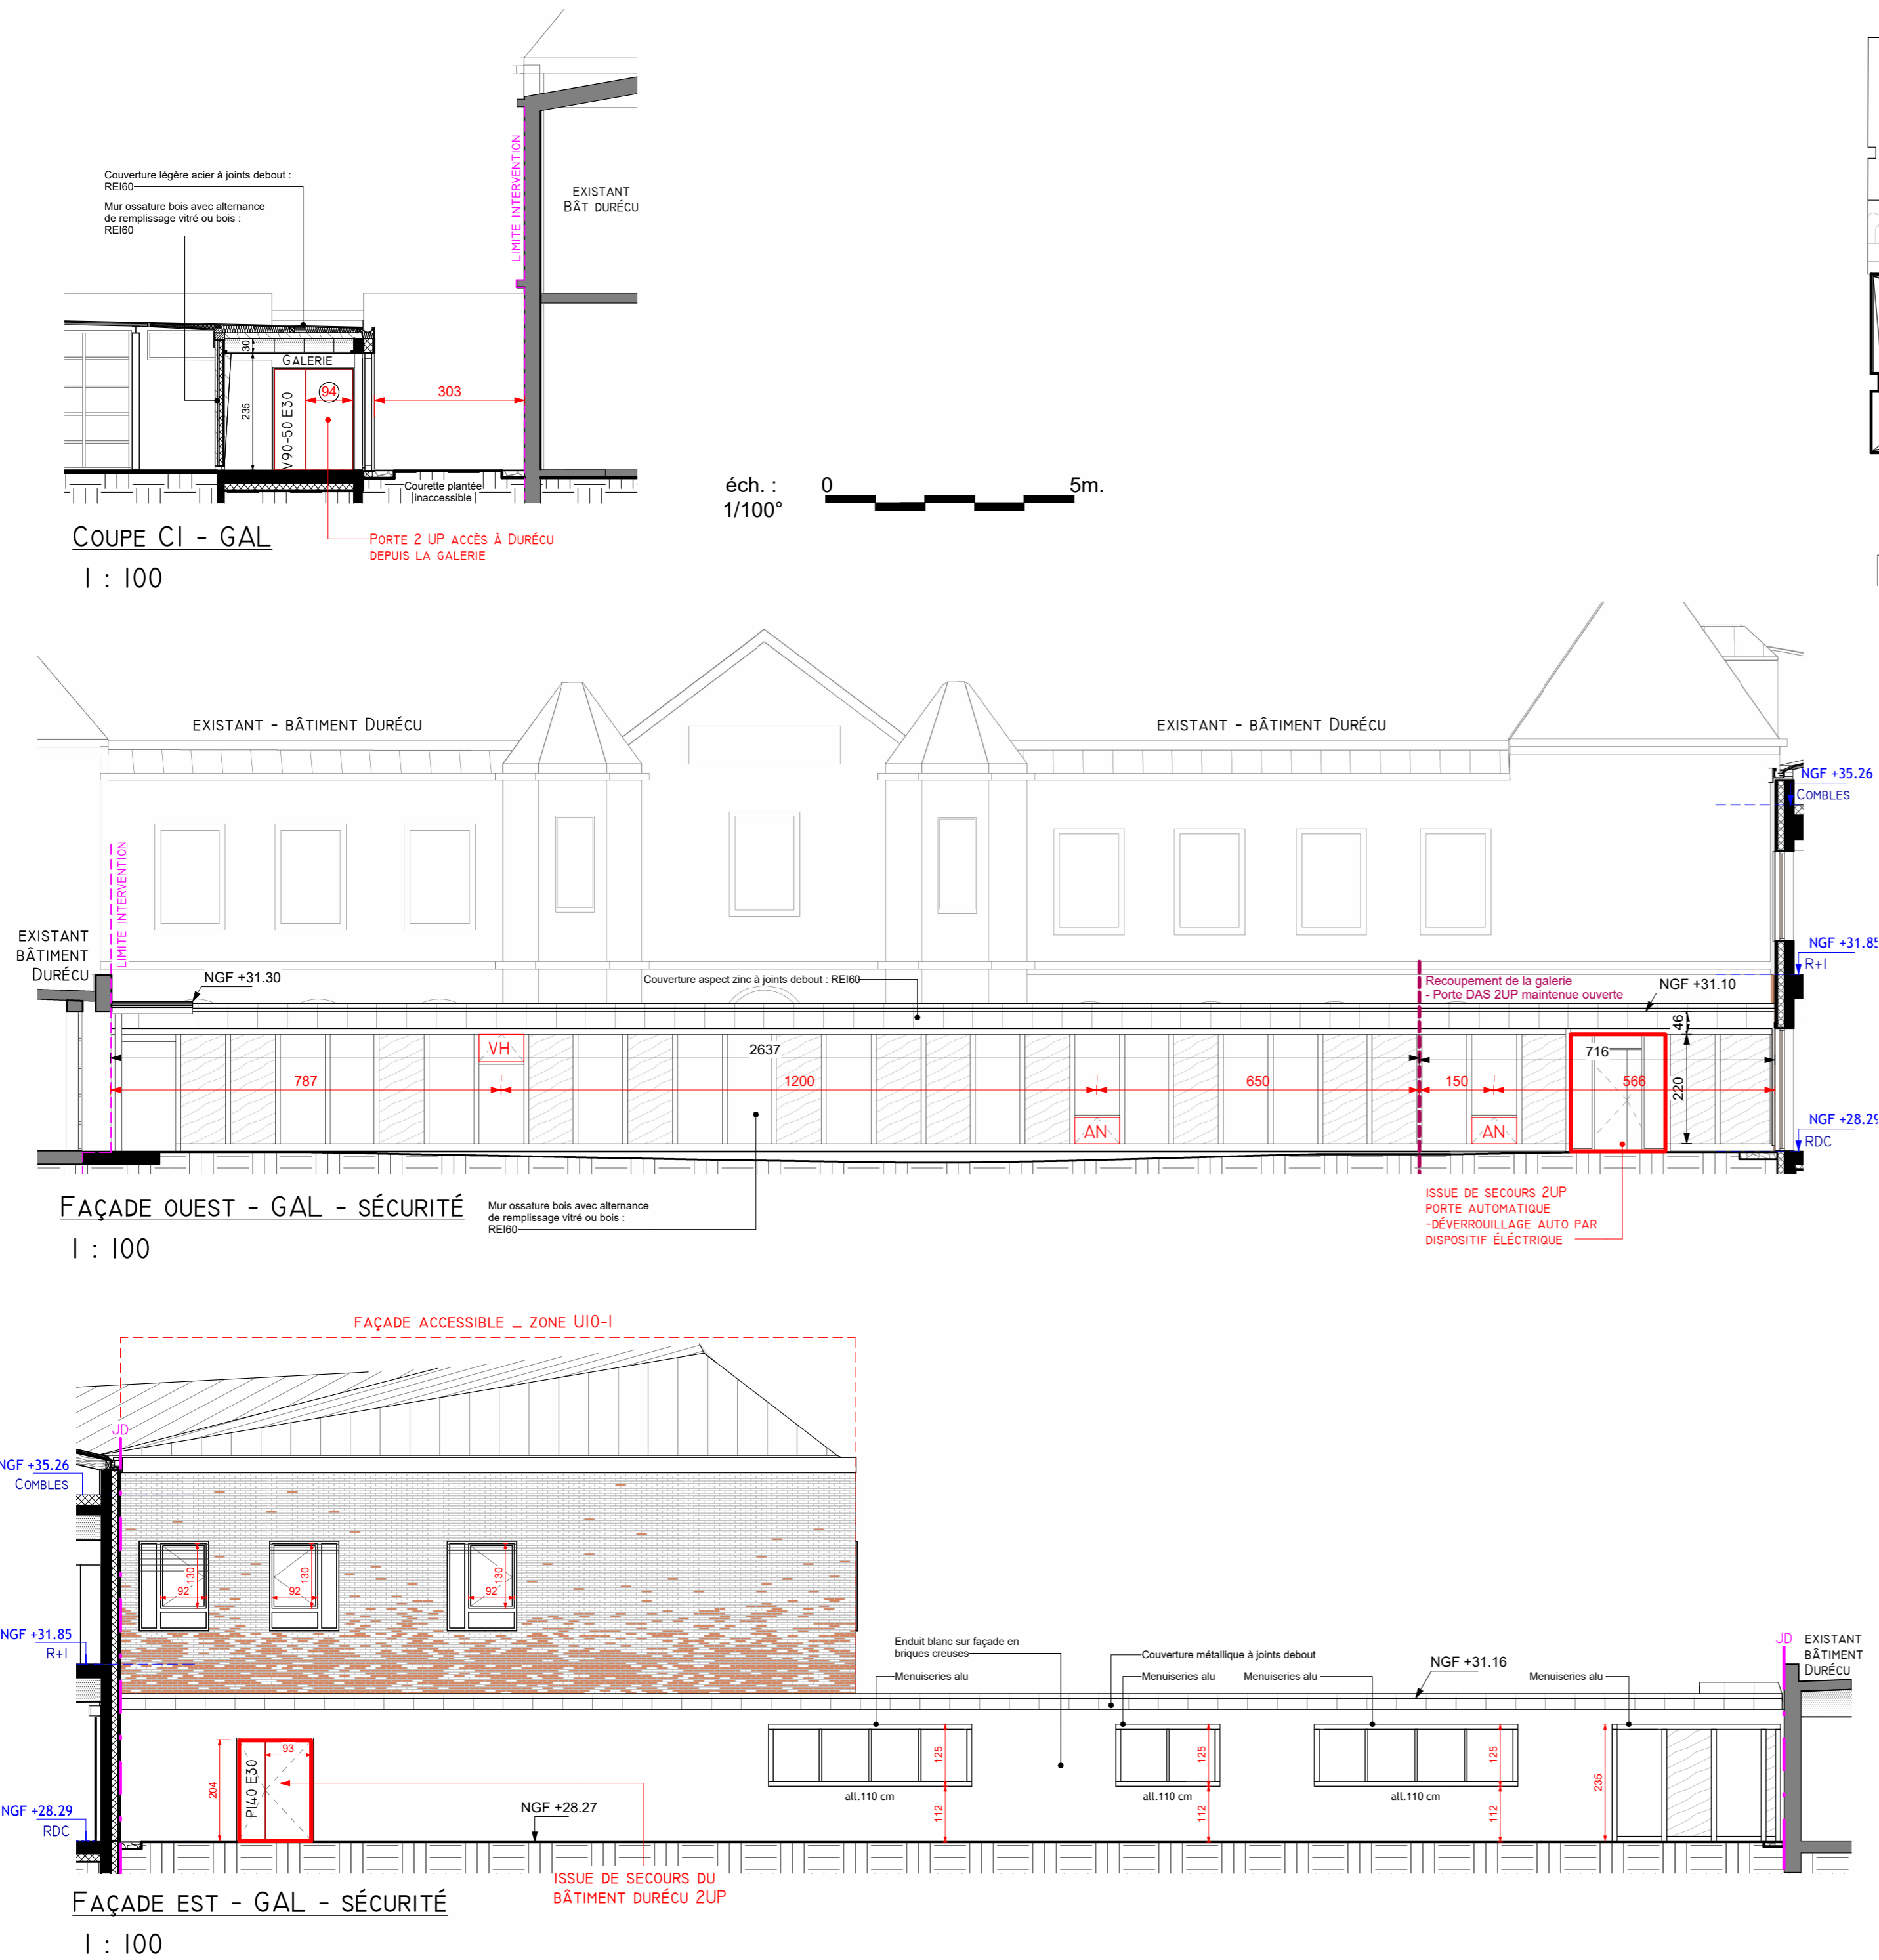 Couverture légère acier à joints debout :
REI60
Mur ossature bois avec alternance
de remplissage vitré ou bois :
REI60
LIMITE INTERVENTION
EXISTANT
BÂT DURÉCU
30
GALERIE
94
303
235
V90-50 E30
Courette plantée
inaccessible
COUPE C1 - GAL
1 : 100
PORTE 2 UP ACCÈS À DURÉCU
DEPUIS LA GALERIE
éch. :
1/100°
0
5m.
EXISTANT - BÂTIMENT DURÉCU
EXISTANT - BÂTIMENT DURÉCU
NGF +35.26
COMBLES
LIMITE INTERVENTION
EXISTANT
BÂTIMENT
DURÉCU
NGF +31.85
R+1
NGF +31.30
Couverture aspect zinc à joints debout : REI60
Recoupement de la galerie
- Porte DAS 2UP maintenue ouverte
NGF +31.10
46
VH
2637
716
787
1200
650
150
566
220
AN
AN
NGF +28.29
RDC
FAÇADE OUEST - GAL - SÉCURITÉ
1 : 100
Mur ossature bois avec alternance
de remplissage vitré ou bois :
REI60
ISSUE DE SECOURS 2UP
PORTE AUTOMATIQUE
-DÉVERROUILLAGE AUTO PAR
DISPOSITIF ÉLÉCTRIQUE
FAÇADE ACCESSIBLE _ ZONE U10-1
JD
NGF +35.26
COMBLES
130
92
130
92
130
92
NGF +31.85
R+1
Enduit blanc sur façade en
briques creuses
Couverture métallique à joints debout
Menuiseries alu
Menuiseries alu
Menuiseries alu
NGF +31.16
Menuiseries alu
JD
EXISTANT
BÂTIMENT
DURÉCU
93
204
P140 E30
125
125
125
235
all.110 cm
all.110 cm
all.110 cm
112
112
112
NGF +28.29
RDC
NGF +28.27
ISSUE DE SECOURS DU
BÂTIMENT DURÉCU 2UP
FAÇADE EST - GAL - SÉCURITÉ
1 : 100